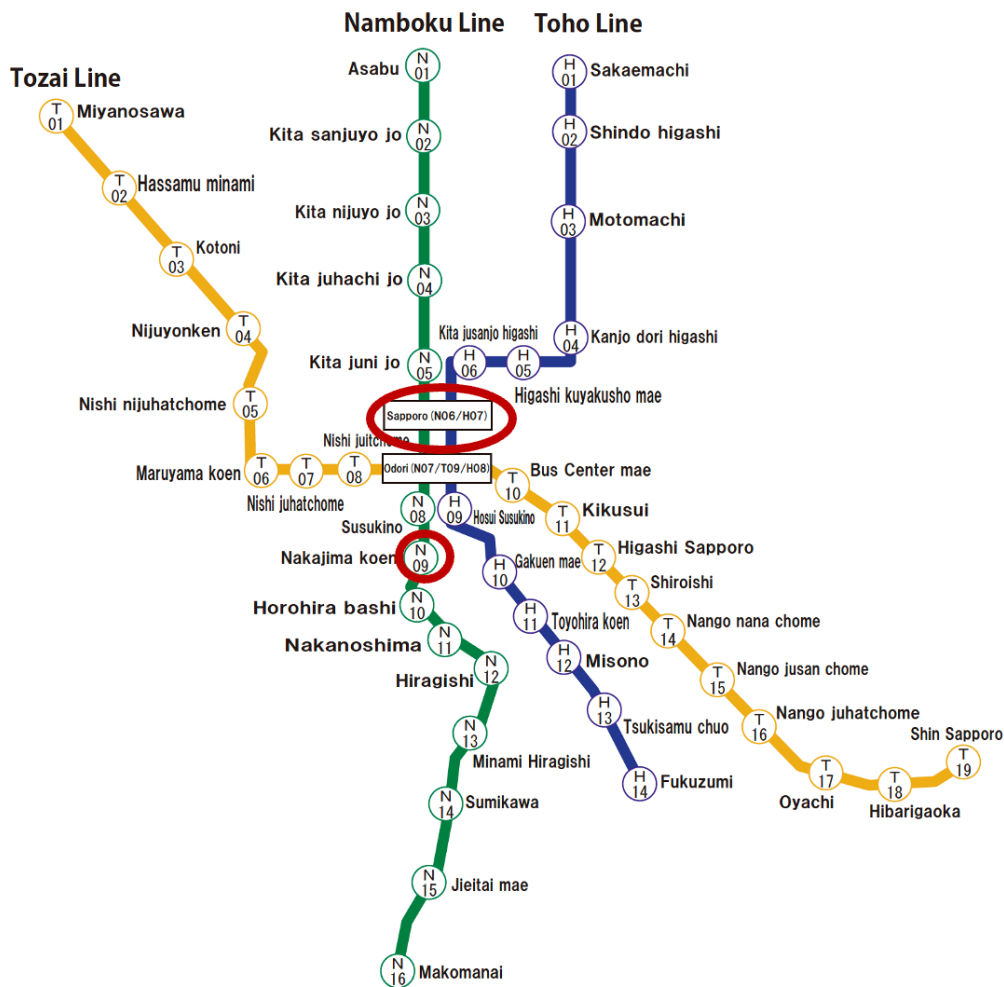 Namboku Line
Toho Line
Tozai Line
T
01
Miyanosawa
T
02
Hassamu minami
T
03
Kotoni
T
04
Nijuyonken
T
05
Nishi nijuhatchome
T
06
Maruyama koen
T
07
Nishi juhatchome
T
08
Nishi juitchome
N
01
Asabu
N
02
Kita sanjuyo jo
N
03
Kita nijuyo jo
N
04
Kita juhachi jo
N
05
Kita juni jo
Sapporo (N06/H07)
Odori (N07/T09/H08)
N
08
Susukino
N
09
Nakajima koen
N
10
Horohira bashi
N
11
Nakanoshima
N
12
Hiragishi
N
13
Minami Hiragishi
N
14
Sumikawa
N
15
Jieitai mae
N
16
Makomanai
H
01
Sakaemachi
H
02
Shindo higashi
H
03
Motomachi
H
04
Kanjo dori higashi
H
05
Higashi kuyakusho mae
H
06
Kita jusanjo higashi
H
09
Hosui Susukino
H
10
Gakuen mae
H
11
Toyohira koen
H
12
Misono
H
13
Tsukisamu chuo
H
14
Fukuzumi
T
10
Bus Center mae
T
11
Kikusui
T
12
Higashi Sapporo
T
13
Shiroishi
T
14
Nango nana chome
T
15
Nango jusan chome
T
16
Nango juhatchome
T
17
Oyachi
T
18
Hibarigaoka
T
19
Shin Sapporo